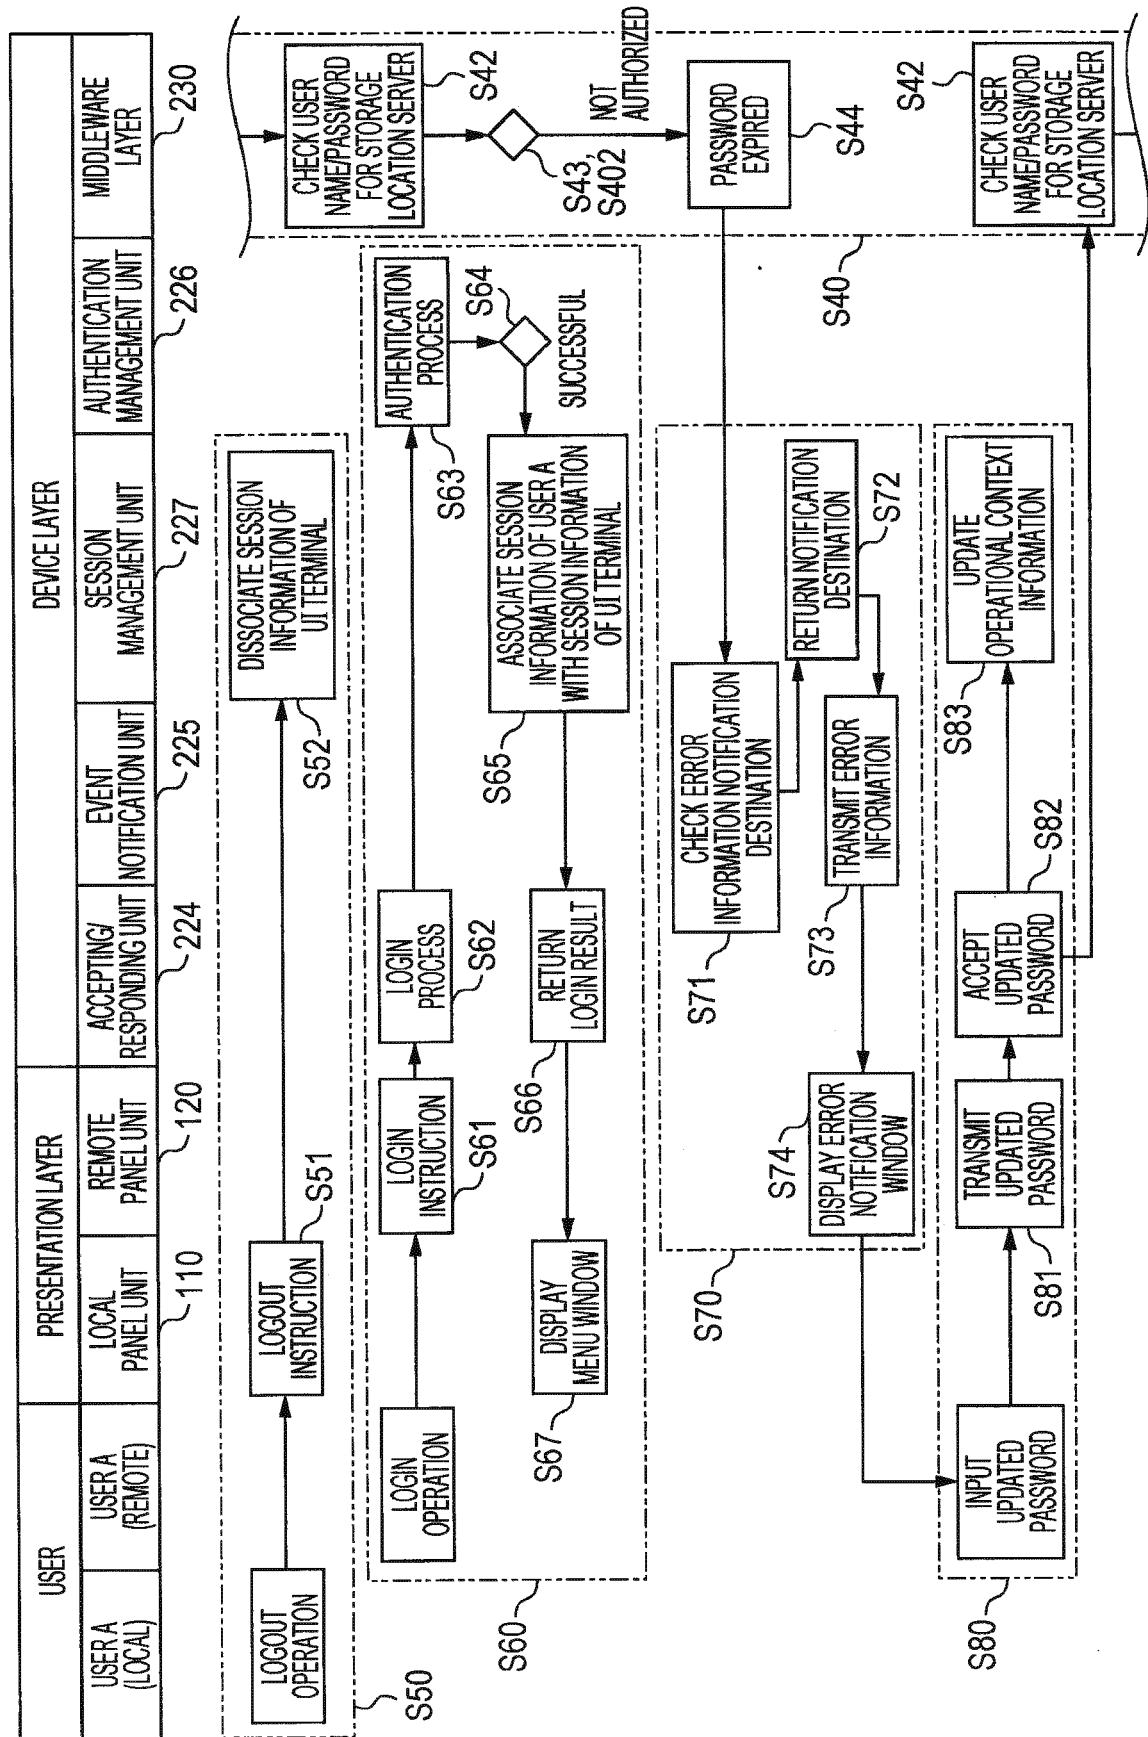 USER
PRESENTATION LAYER
DEVICE LAYER
USER A
(LOCAL)
USER A
(REMOTE)
LOCAL
PANEL UNIT
REMOTE
PANEL UNIT
ACCEPTING/
RESPONDING UNIT
EVENT
NOTIFICATION UNIT
SESSION
MANAGEMENT UNIT
AUTHENTICATION
MANAGEMENT UNIT
MIDDLEWARE
LAYER
110
120
224
225
227
226
230
LOGOUT
OPERATION
LOGOUT
INSTRUCTION
S51
DISSOCIATE SESSION
INFORMATION OF
UI TERMINAL
S52
S50
CHECK USER
NAME/PASSWORD
FOR STORAGE
LOCATION SERVER
S42
S43,
S402
NOT
AUTHORIZED
LOGIN
OPERATION
LOGIN
INSTRUCTION
S61
LOGIN
PROCESS
S62
AUTHENTICATION
PROCESS
S63
S64
SUCCESSFUL
ASSOCIATE SESSION
INFORMATION OF USER A
WITH SESSION INFORMATION
OF UI TERMINAL
S65
RETURN
LOGIN RESULT
S66
DISPLAY
MENU WINDOW
S67
S60
PASSWORD
EXPIRED
S44
S40
CHECK ERROR
INFORMATION NOTIFICATION
DESTINATION
S71
RETURN NOTIFICATION
DESTINATION
S72
TRANSMIT ERROR
INFORMATION
S73
DISPLAY ERROR
NOTIFICATION
WINDOW
S74
S70
INPUT
UPDATED
PASSWORD
TRANSMIT
UPDATED
PASSWORD
S81
ACCEPT
UPDATED
PASSWORD
S82
UPDATE
OPERATIONAL CONTEXT
INFORMATION
S83
S80
CHECK USER
NAME/PASSWORD
FOR STORAGE
LOCATION SERVER
S42